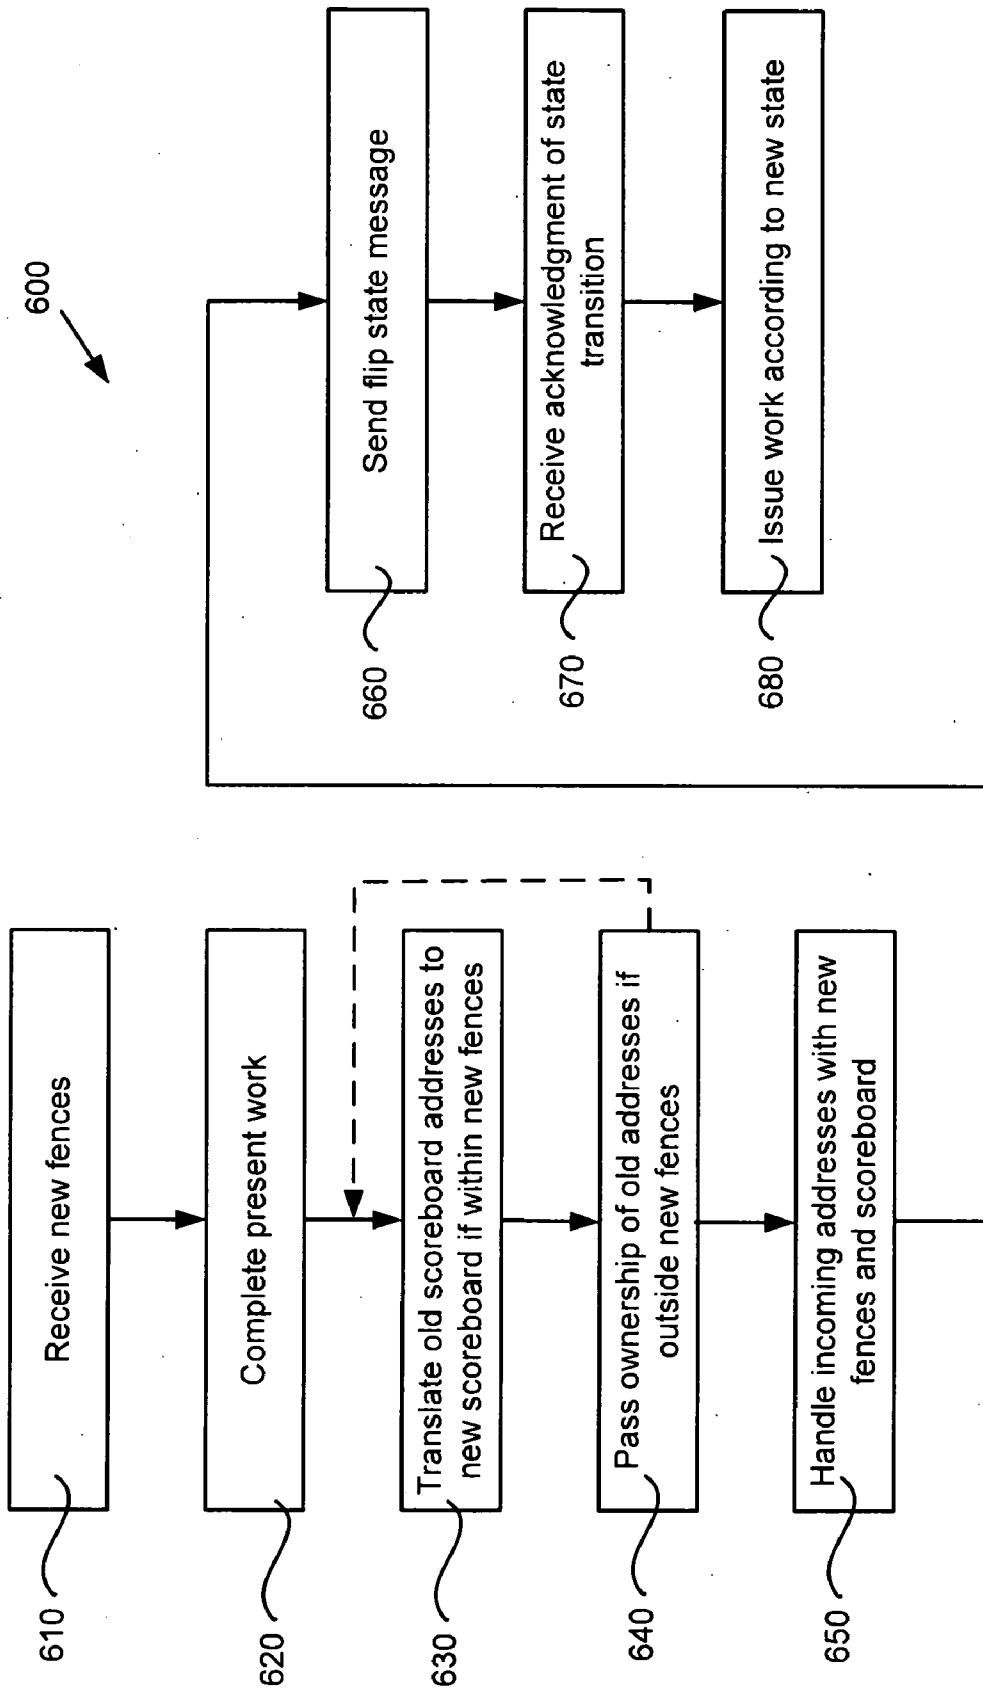 600
610
Receive new fences
620
Complete present work
630
Translate old scoreboard addresses to
new scoreboard if within new fences
640
Pass ownership of old addresses if
outside new fences
650
Handle incoming addresses with new
fences and scoreboard
660
Send flip state message
670
Receive acknowledgment of state
transition
680
Issue work according to new state